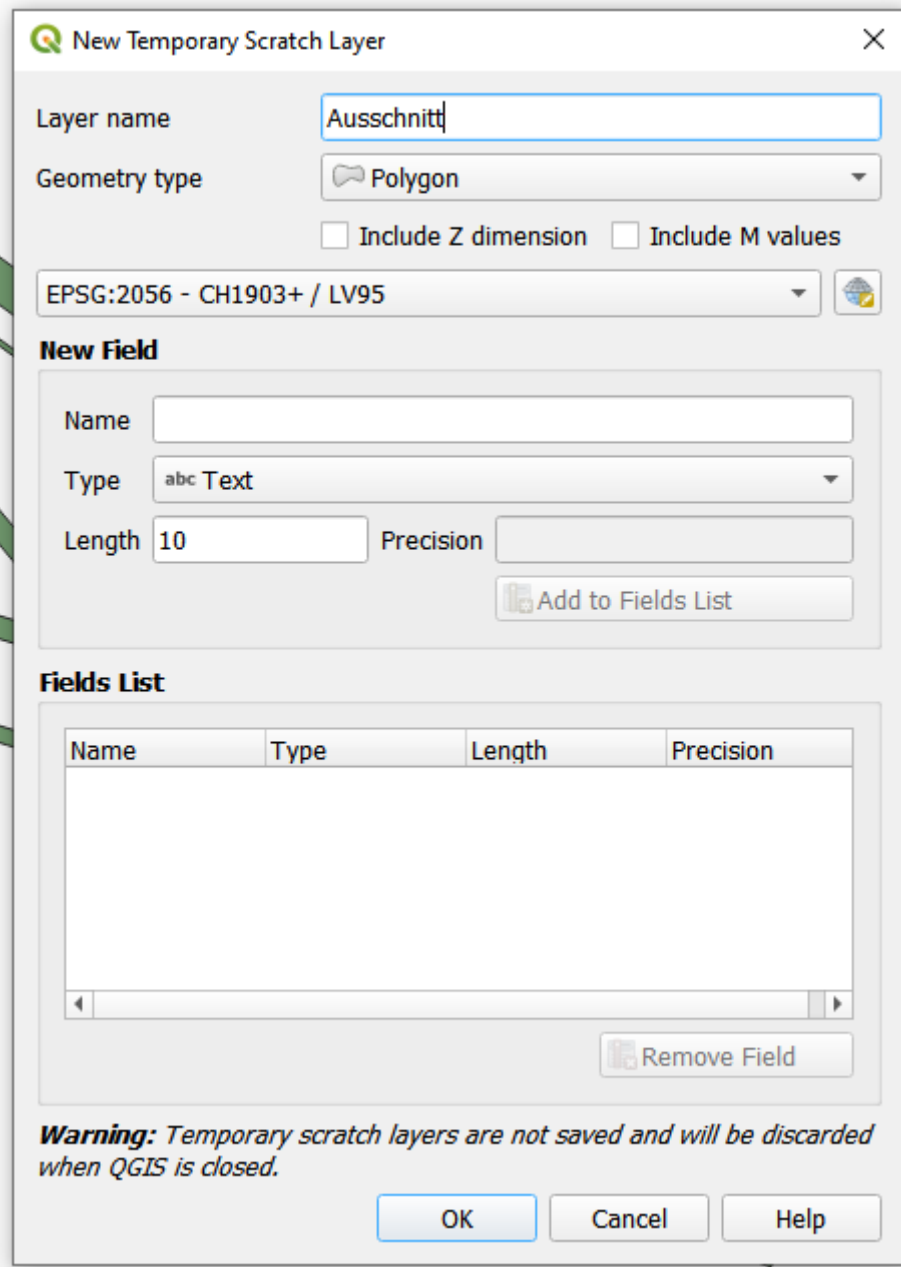 New Temporary Scratch Layer
Layer name Ausschnitt
Geometry type Polygon
Include Z dimension Include M values
EPSG:2056 - CH1903+ / LV95
New Field
Name
Type abc Text
Length 10 Precision
Add to Fields List
Fields List
Name Type Length Precision
Remove Field
Warning: Temporary scratch layers are not saved and will be discarded
when QGIS is closed.
OK Cancel Help